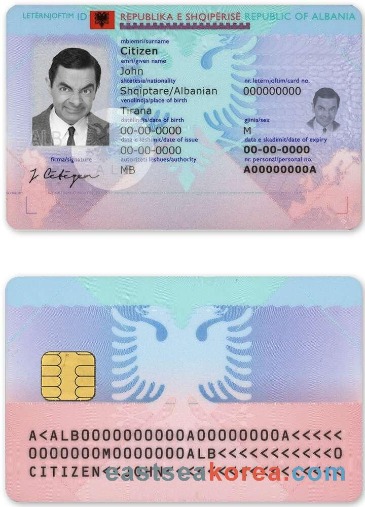 LETËRNJOFTIM ID REPUBLIKA E SHQIPËRISË REPUBLIC OF ALBANIA
mbiemri/surname
Citizen
emri/given name
John
shtetësia/nationality nr. letërnjoftim/card no.
Shqiptare/Albanian 000000000
vendlindja/place of birth
Tirana
datëlindja/date of birth gjinia/sex
00-00-0000 M
data e lëshimit/date of issue data e skadimit/date of expiry
00-00-0000 00-00-0000
firma/signature autoriteti lëshues/authority nr. personal/personal no.
J Citizen MB A00000000A
A<ALB0000000000A00000000A<<<<<
0000000M0000000ALB<<<<<<<<<<<0
CITIZEN<<JOHN<<<<<<<<<<<<<<<<<
eastseakorea.com